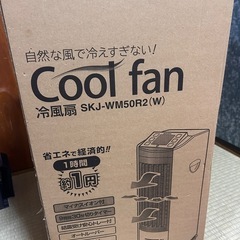 自然な風で冷えすぎない!
Cool fan
冷風扇 SKJ-WM50R2(W)
省エネで経済的!!
1時間
約1円
マイナスイオン付